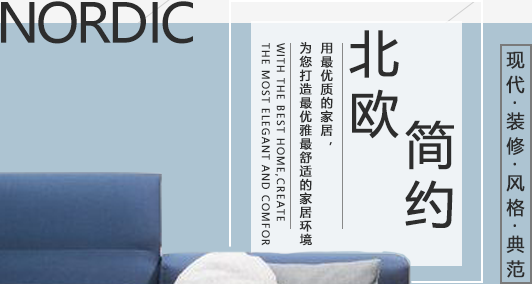 NORDIC
北欧
简约
用最优质的家居，
为您打造最优雅最舒适的家居环境
WITH THE BEST HOME,CREATE
THE MOST ELEGANT AND COMFOR
现代·装修·风格·典范